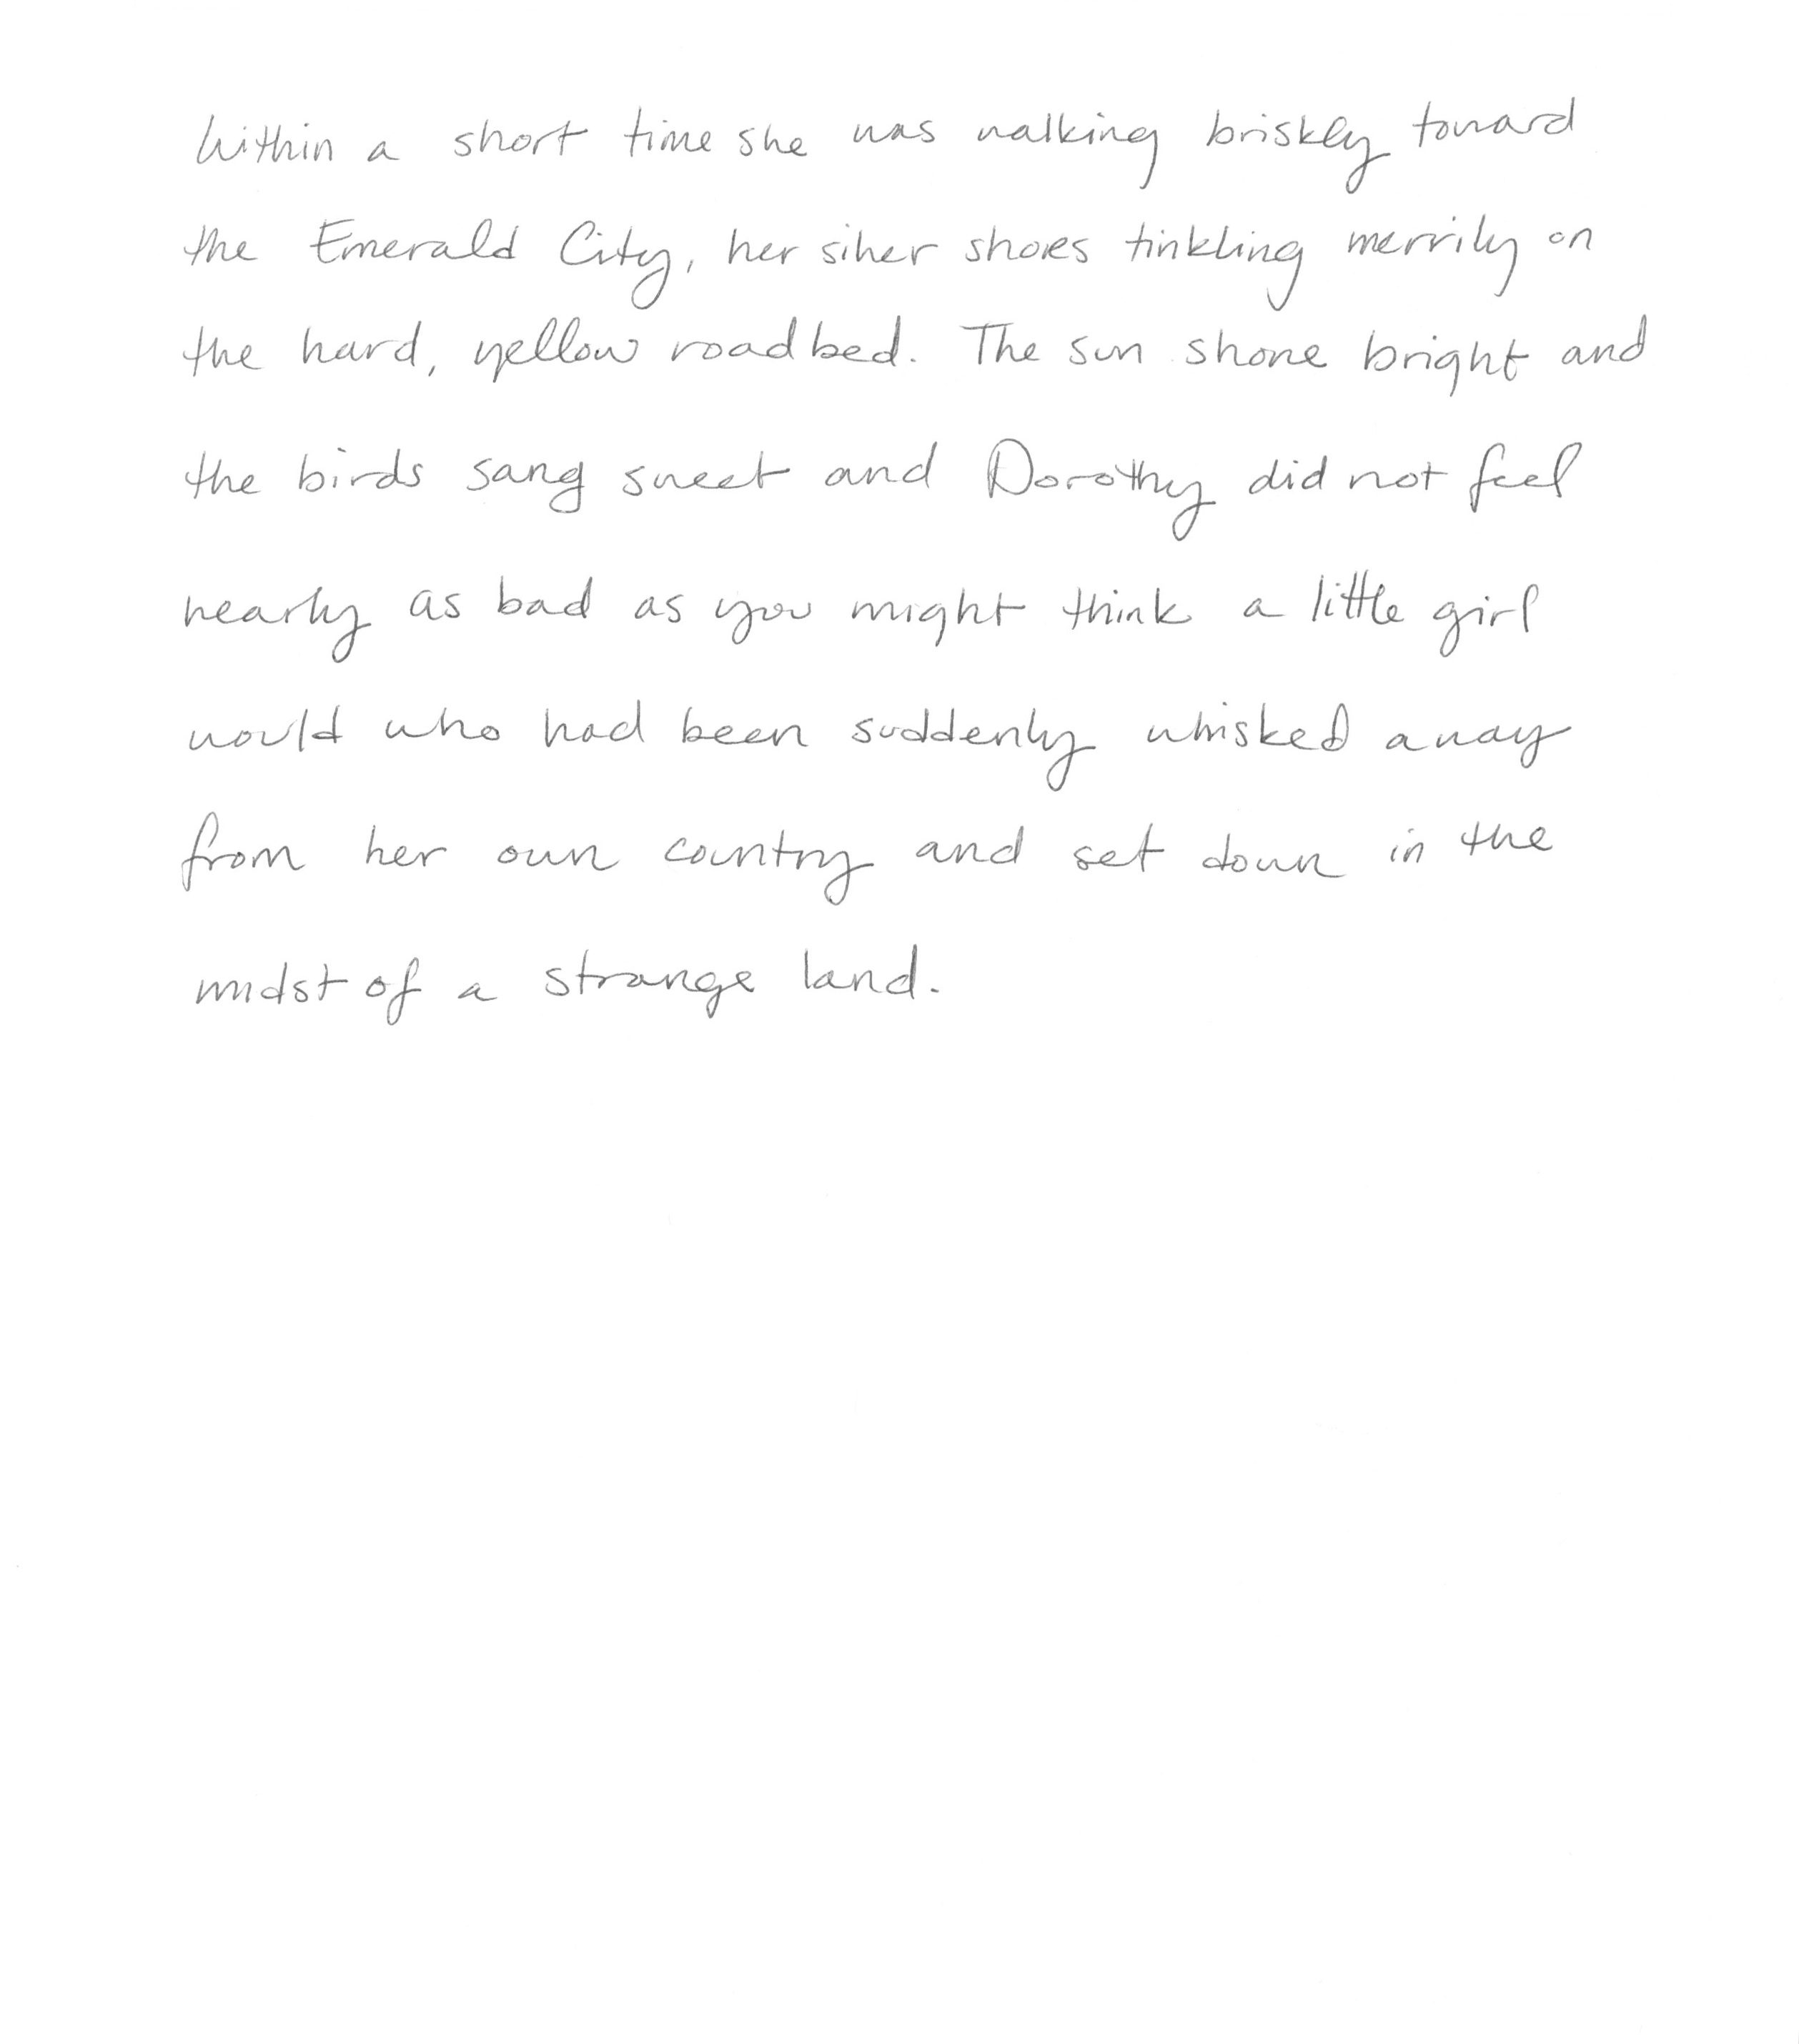 Within a short time she was walking briskly toward
the Emerald City, her silver shoes tinkling merrily on
the hard, yellow roadbed. The sun shone bright and
the birds sang sweet and Dorothy did not feel
nearly as bad as you might think a little girl
would who had been suddenly whisked away
from her own country and set down in the
midst of a strange land.